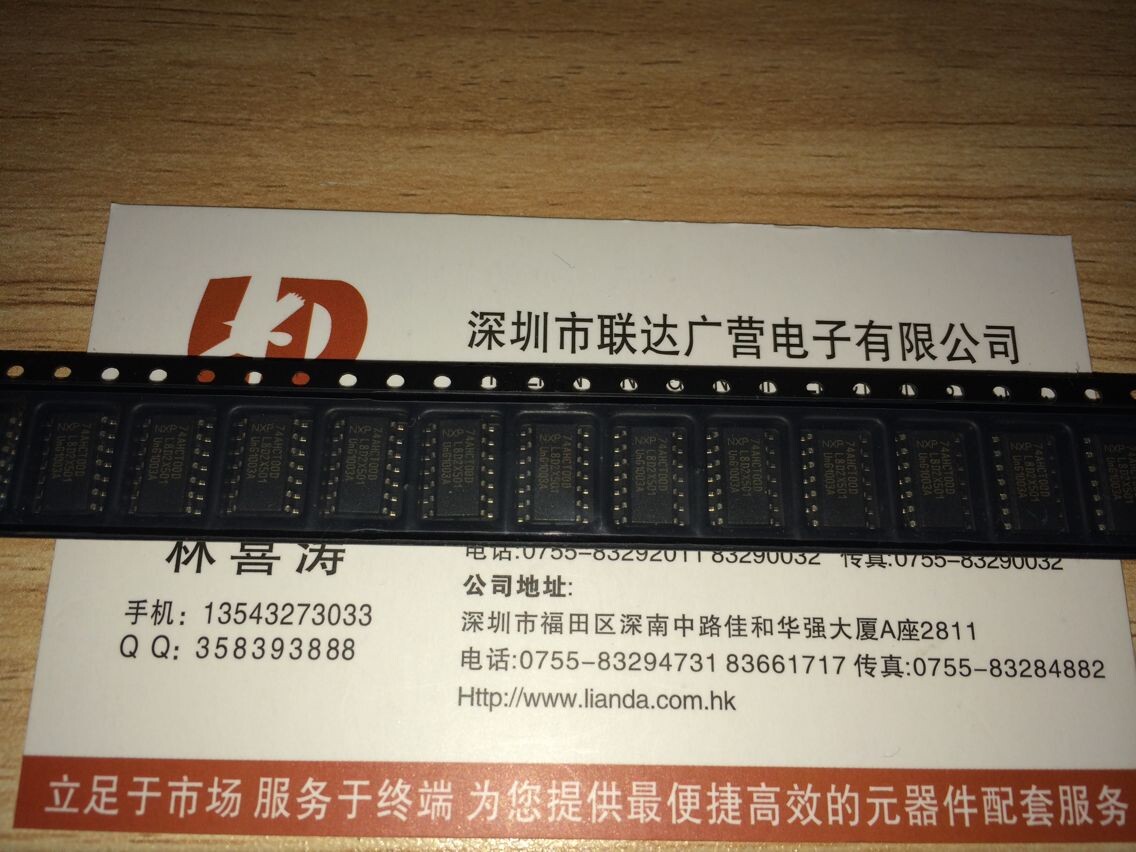 深圳市联达广营电子有限公司
NXP
74AHCT00D
LB27X501
UnG1003A
林喜涛
手机：13543273033
Q Q：358393888
电话:0755-83292011 83290032 传真:0755-83290032
公司地址:
深圳市福田区深南中路佳和华强大厦A座2811
电话:0755-83294731 83661717 传真:0755-83284882
Http://www.lianda.com.hk
立足于市场 服务于终端 为您提供最便捷高效的元器件配套服务